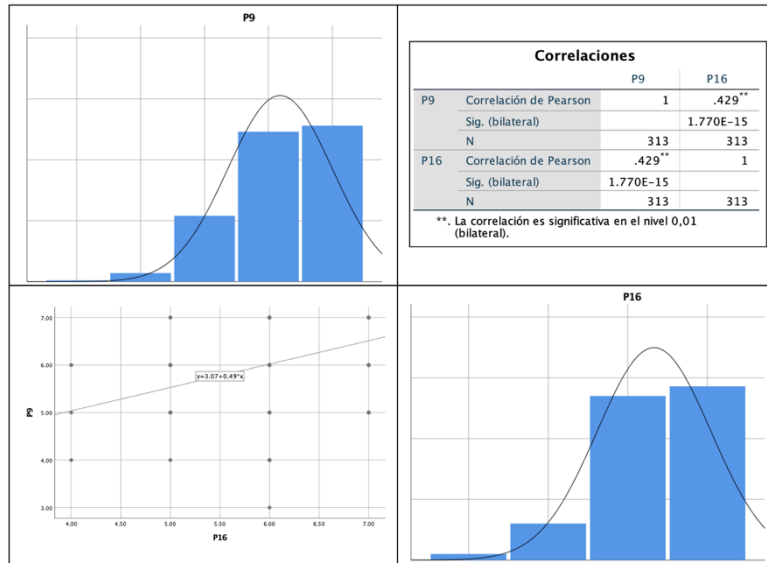 P9
Correlaciones
P9 P16
P9 Correlación de Pearson 1 .429**
Sig. (bilateral) 1.770E-15
N 313 313
P16 Correlación de Pearson .429** 1
Sig. (bilateral) 1.770E-15
N 313 313
**. La correlación es significativa en el nivel 0,01
(bilateral).
7.00
6.00
y=3.07+0.49*x
5.00
P9
4.00
3.00
4.00 4.50 5.00 5.50 6.00 6.50 7.00
P16
P16